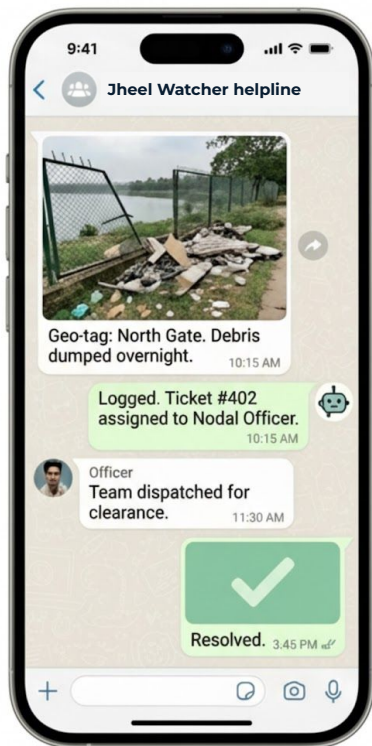 9:41
Jheel Watcher helpline
Geo-tag: North Gate. Debris
dumped overnight.
10:15 AM
Logged. Ticket #402
assigned to Nodal Officer.
10:15 AM
Officer
Team dispatched for
clearance.
11:30 AM
Resolved. 3:45 PM